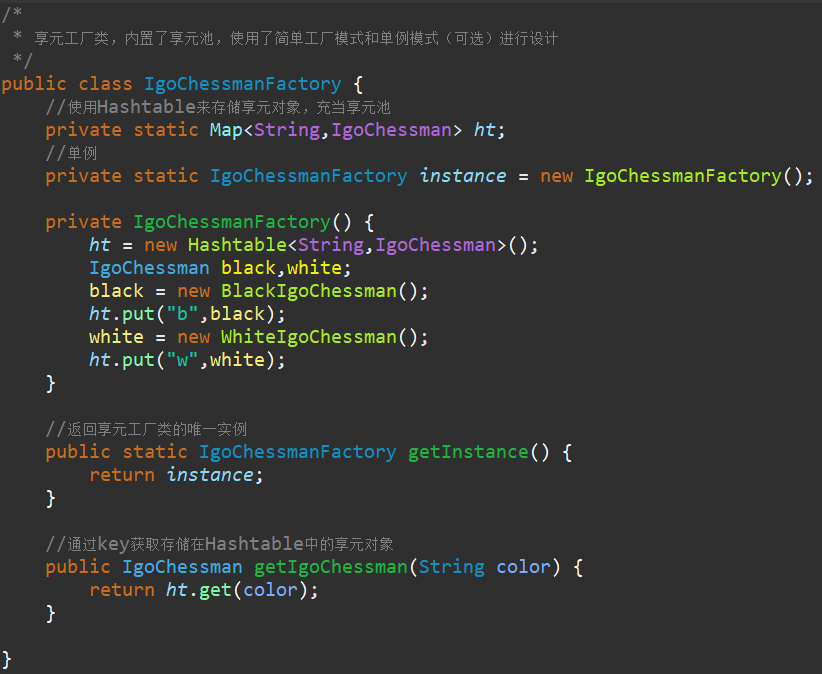 /*
 * 享元工厂类，内置了享元池，使用了简单工厂模式和单例模式（可选）进行设计
 */
public class IgoChessmanFactory {
    //使用Hashtable来存储享元对象，充当享元池
    private static Map<String,IgoChessman> ht;
    //单例
    private static IgoChessmanFactory instance = new IgoChessmanFactory();

    private IgoChessmanFactory() {
        ht = new Hashtable<String,IgoChessman>();
        IgoChessman black,white;
        black = new BlackIgoChessman();
        ht.put("b",black);
        white = new WhiteIgoChessman();
        ht.put("w",white);
    }

    //返回享元工厂类的唯一实例
    public static IgoChessmanFactory getInstance() {
        return instance;
    }

    //通过key获取存储在Hashtable中的享元对象
    public IgoChessman getIgoChessman(String color) {
        return ht.get(color);
    }

}